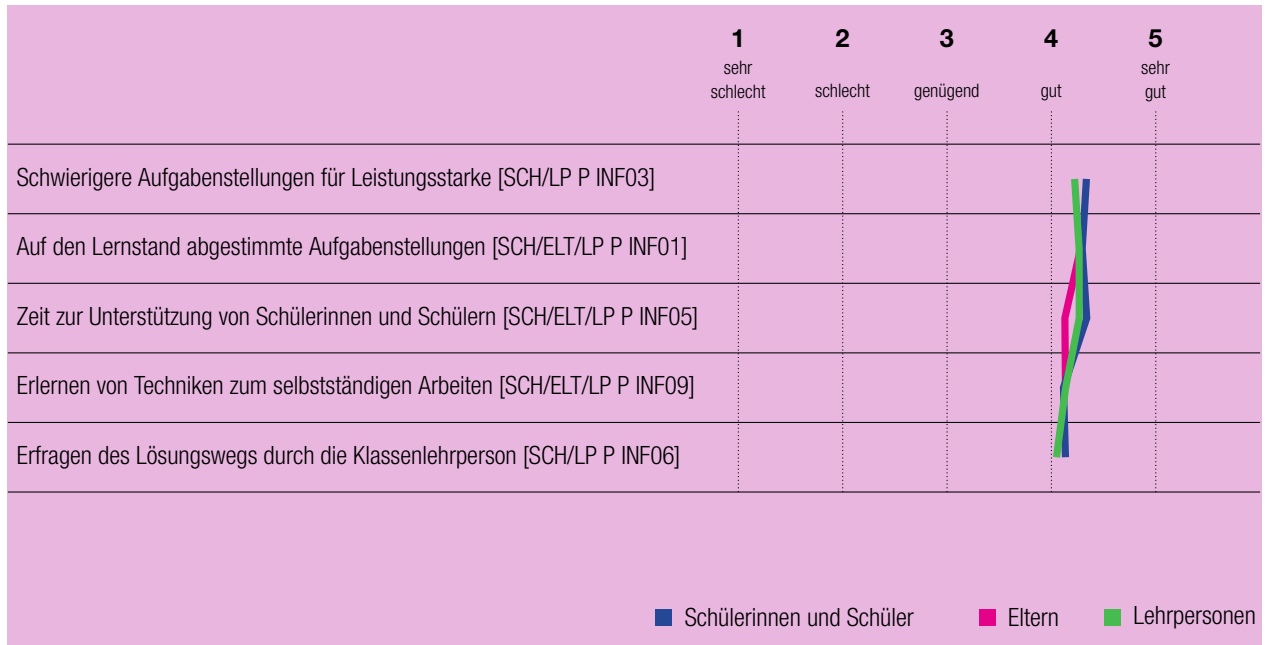 1 2 3 4 5
sehr schlecht schlecht genügend gut sehr gut
Schwierigere Aufgabenstellungen für Leistungsstarke [SCH/LP P INF03]
Auf den Lernstand abgestimmte Aufgabenstellungen [SCH/ELT/LP P INF01]
Zeit zur Unterstützung von Schülerinnen und Schülern [SCH/ELT/LP P INF05]
Erlernen von Techniken zum selbstständigen Arbeiten [SCH/ELT/LP P INF09]
Erfragen des Lösungswegs durch die Klassenlehrperson [SCH/LP P INF06]
Schülerinnen und Schüler Eltern Lehrpersonen